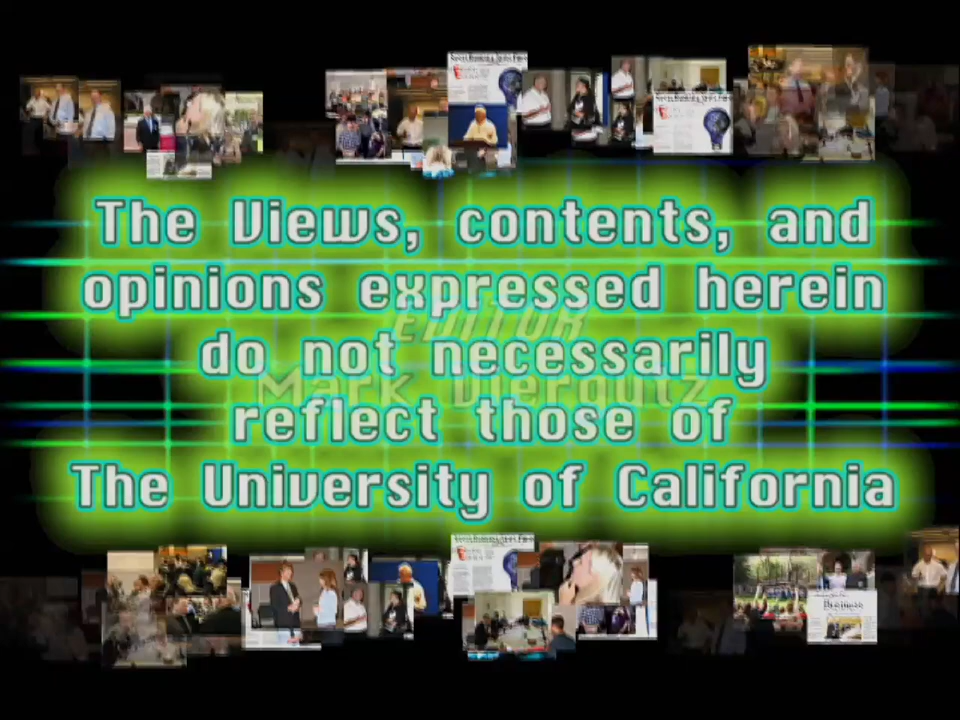 The Views, contents, and
opinions expressed herein
EDITOR
do not necessarily
Mark Viergutz
reflect those of
The University of California